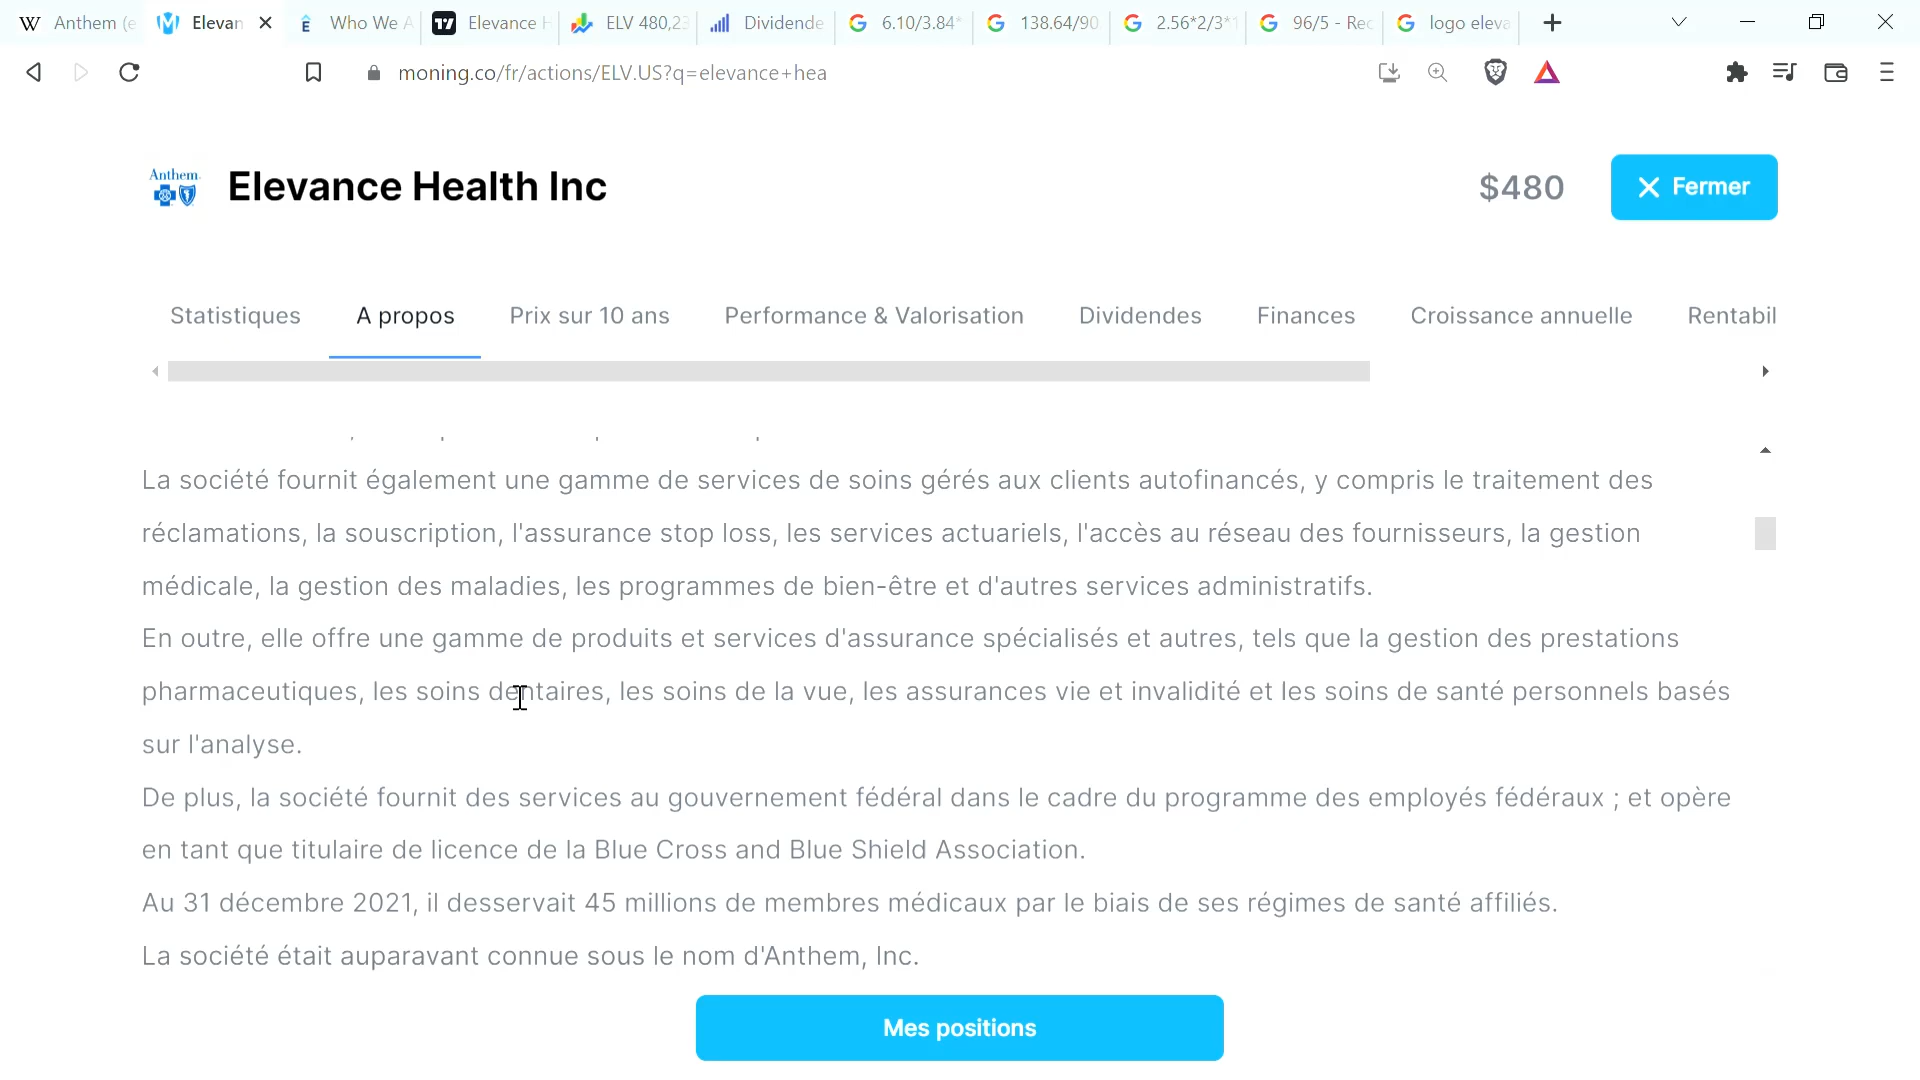 Anthem (e
Elevan
Who We A
Elevance H
ELV 480,23
Dividende
6.10/3.84*
138.64/90
2.56*2/3*1
96/5 - Rec
logo eleva
moning.co/fr/actions/ELV.US?q=elevance+hea
Anthem
Elevance Health Inc
$480
Fermer
Statistiques
A propos
Prix sur 10 ans
Performance & Valorisation
Dividendes
Finances
Croissance annuelle
Rentabil
La société fournit également une gamme de services de soins gérés aux clients autofinancés, y compris le traitement des
réclamations, la souscription, l'assurance stop loss, les services actuariels, l'accès au réseau des fournisseurs, la gestion
médicale, la gestion des maladies, les programmes de bien-être et d'autres services administratifs.
En outre, elle offre une gamme de produits et services d'assurance spécialisés et autres, tels que la gestion des prestations
pharmaceutiques, les soins dentaires, les soins de la vue, les assurances vie et invalidité et les soins de santé personnels basés
sur l'analyse.
De plus, la société fournit des services au gouvernement fédéral dans le cadre du programme des employés fédéraux ; et opère
en tant que titulaire de licence de la Blue Cross and Blue Shield Association.
Au 31 décembre 2021, il desservait 45 millions de membres médicaux par le biais de ses régimes de santé affiliés.
La société était auparavant connue sous le nom d'Anthem, Inc.
Mes positions